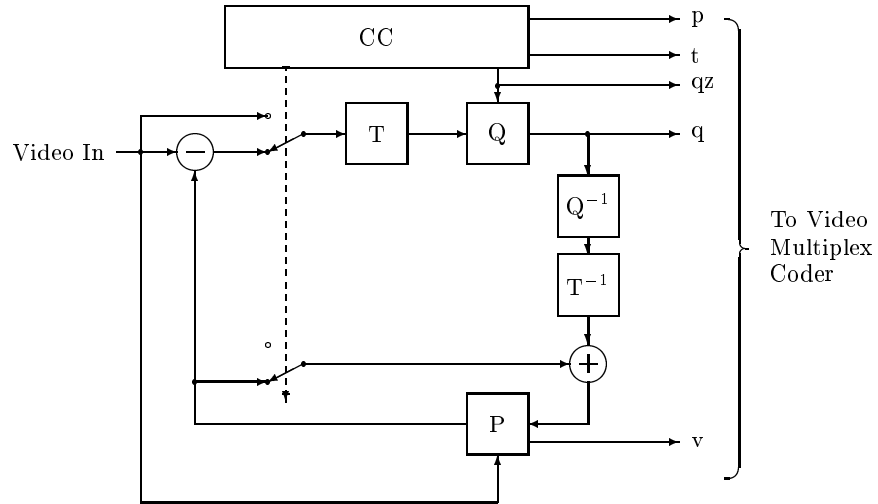 CC
p
t
qz
Video In
−
T
Q
q
Q⁻¹
T⁻¹
+
P
v
To Video
Multiplex
Coder